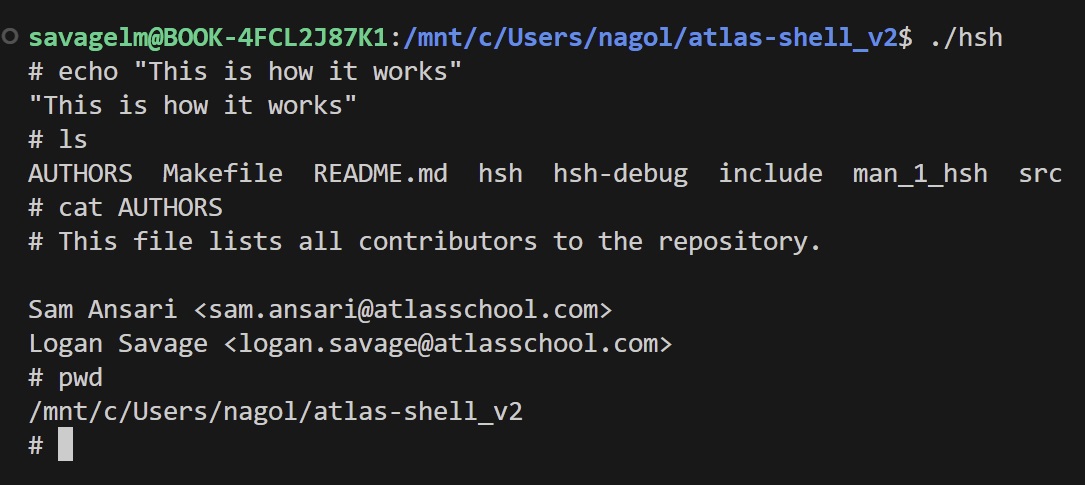 savagelm@BOOK-4FCL2J87K1:/mnt/c/Users/nagol/atlas-shell_v2$ ./hsh
# echo "This is how it works"
"This is how it works"
# ls
AUTHORS  Makefile  README.md  hsh  hsh-debug  include  man_1_hsh  src
# cat AUTHORS
# This file lists all contributors to the repository.

Sam Ansari <sam.ansari@atlasschool.com>
Logan Savage <logan.savage@atlasschool.com>
# pwd
/mnt/c/Users/nagol/atlas-shell_v2
#